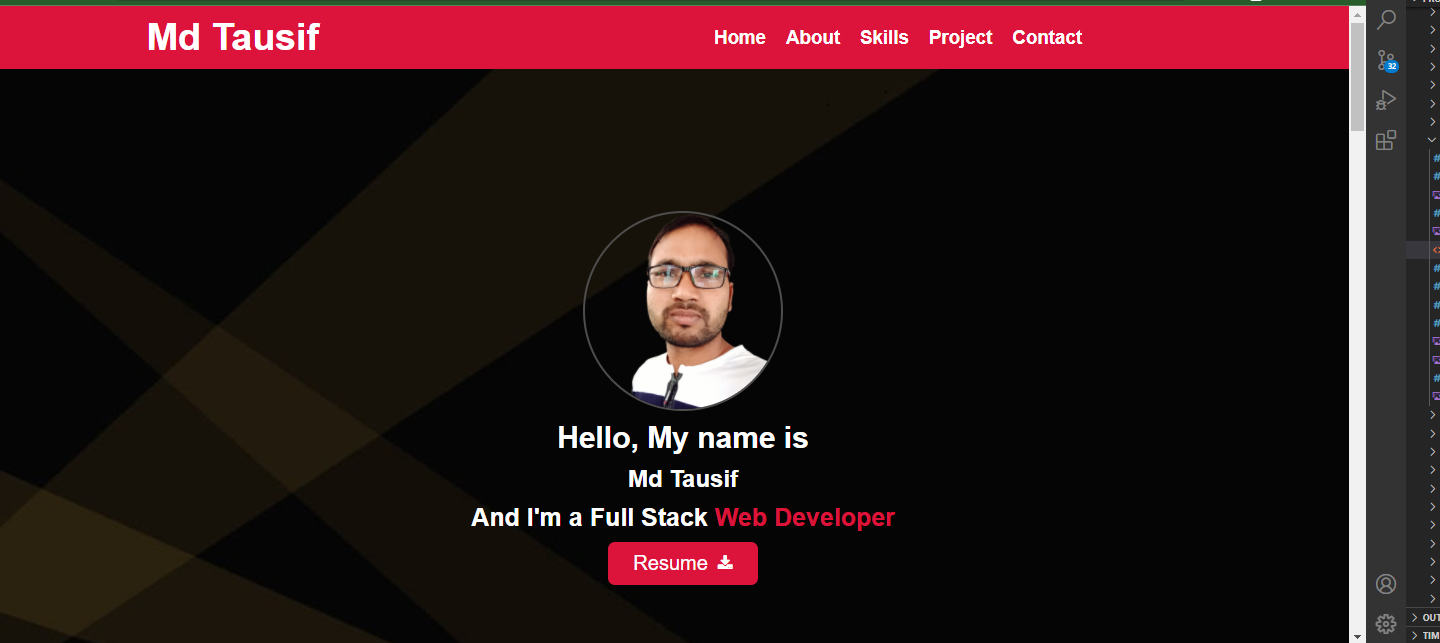 Md Tausif
Home About Skills Project Contact
32
Hello, My name is
Md Tausif
And I'm a Full Stack Web Developer
Resume
OUT
TIM